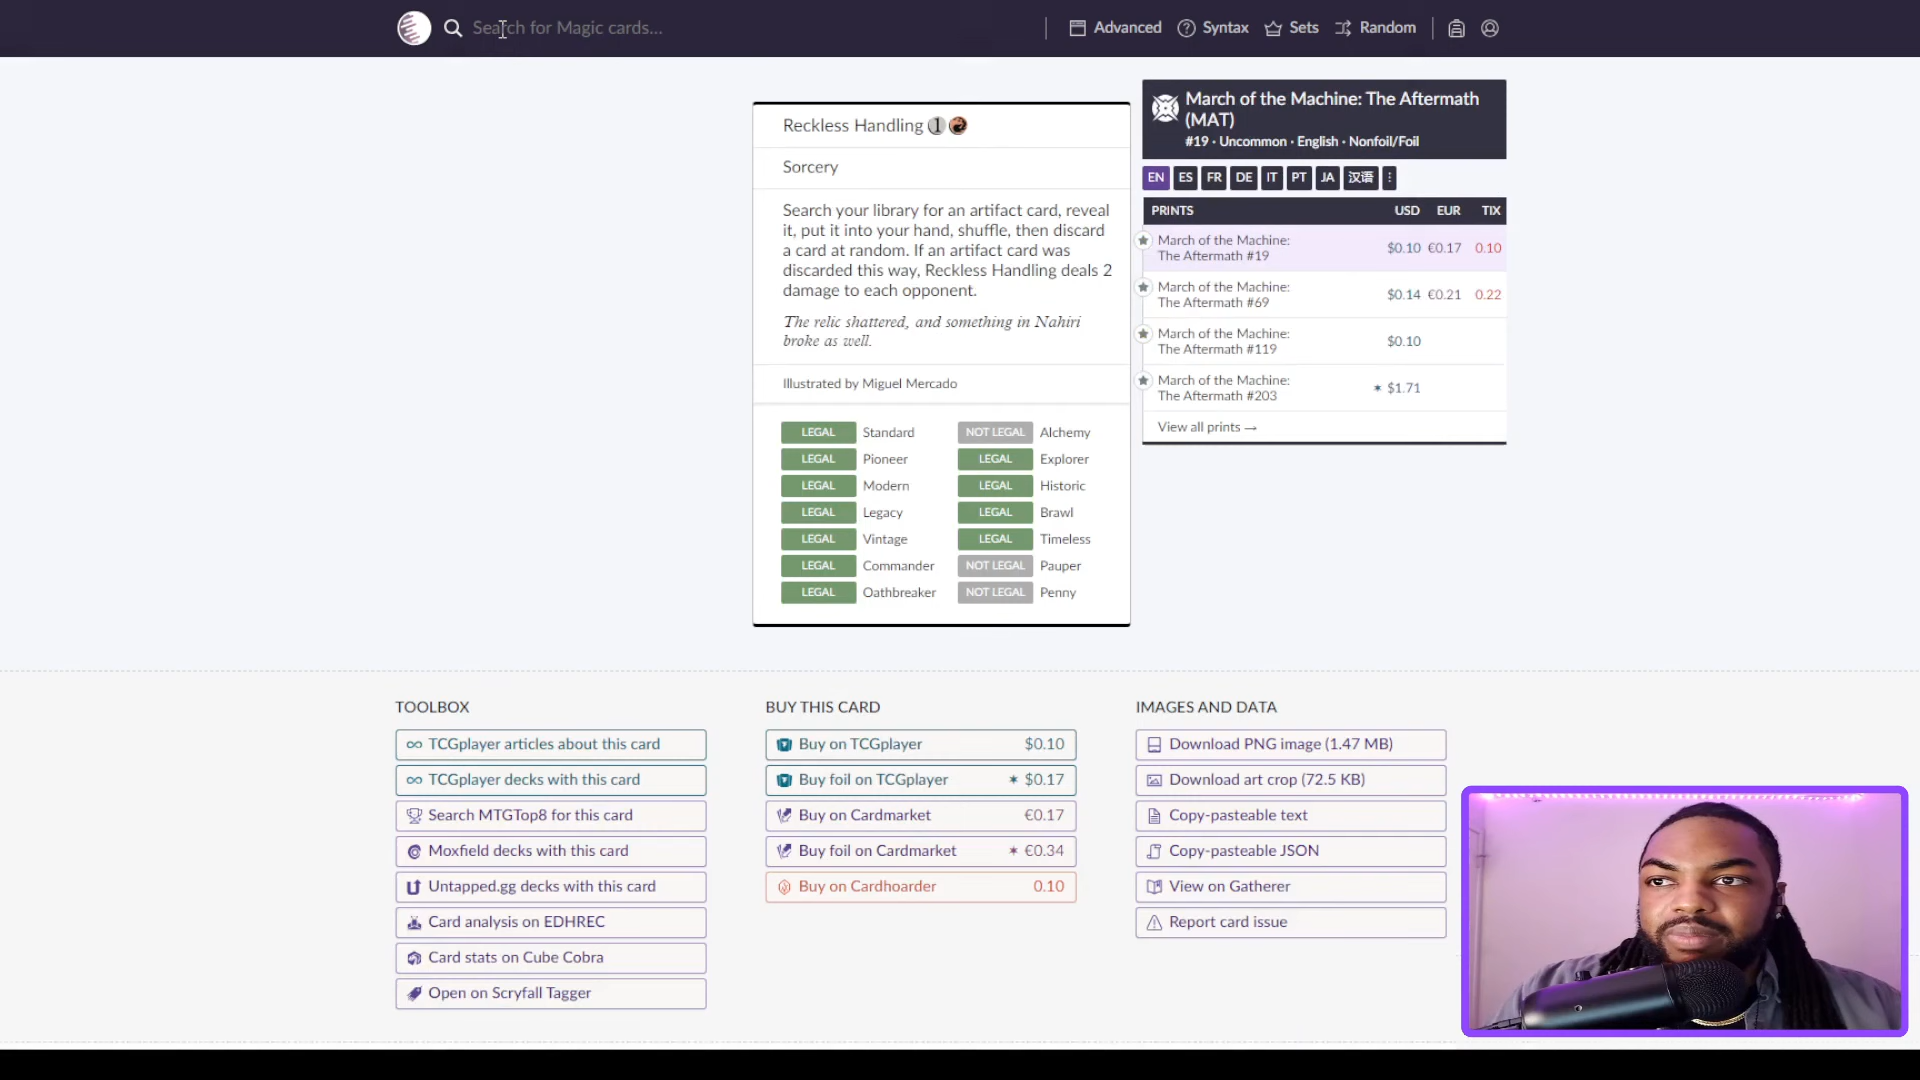 Search for Magic cards...
Advanced
Syntax
Sets
Random
Reckless Handling 1
Sorcery
Search your library for an artifact card, reveal
it, put it into your hand, shuffle, then discard
a card at random. If an artifact card was
discarded this way, Reckless Handling deals 2
damage to each opponent.
The relic shattered, and something in Nahiri
broke as well.
Illustrated by Miguel Mercado
LEGAL Standard NOT LEGAL Alchemy
LEGAL Pioneer LEGAL Explorer
LEGAL Modern LEGAL Historic
LEGAL Legacy LEGAL Brawl
LEGAL Vintage LEGAL Timeless
LEGAL Commander NOT LEGAL Pauper
LEGAL Oathbreaker NOT LEGAL Penny
March of the Machine: The Aftermath
(MAT)
#19 · Uncommon · English · Nonfoil/Foil
EN ES FR DE IT PT JA 汉语
PRINTS USD EUR TIX
March of the Machine:
The Aftermath #19 $0.10 €0.17 0.10
March of the Machine:
The Aftermath #69 $0.14 €0.21 0.22
March of the Machine:
The Aftermath #119 $0.10
March of the Machine:
The Aftermath #203 $1.71
View all prints →
TOOLBOX
TCGplayer articles about this card
TCGplayer decks with this card
Search MTGTop8 for this card
Moxfield decks with this card
Untapped.gg decks with this card
Card analysis on EDHREC
Card stats on Cube Cobra
Open on Scryfall Tagger
BUY THIS CARD
Buy on TCGplayer $0.10
Buy foil on TCGplayer $0.17
Buy on Cardmarket €0.17
Buy foil on Cardmarket €0.34
Buy on Cardhoarder 0.10
IMAGES AND DATA
Download PNG image (1.47 MB)
Download art crop (72.5 KB)
Copy-pasteable text
Copy-pasteable JSON
View on Gatherer
Report card issue